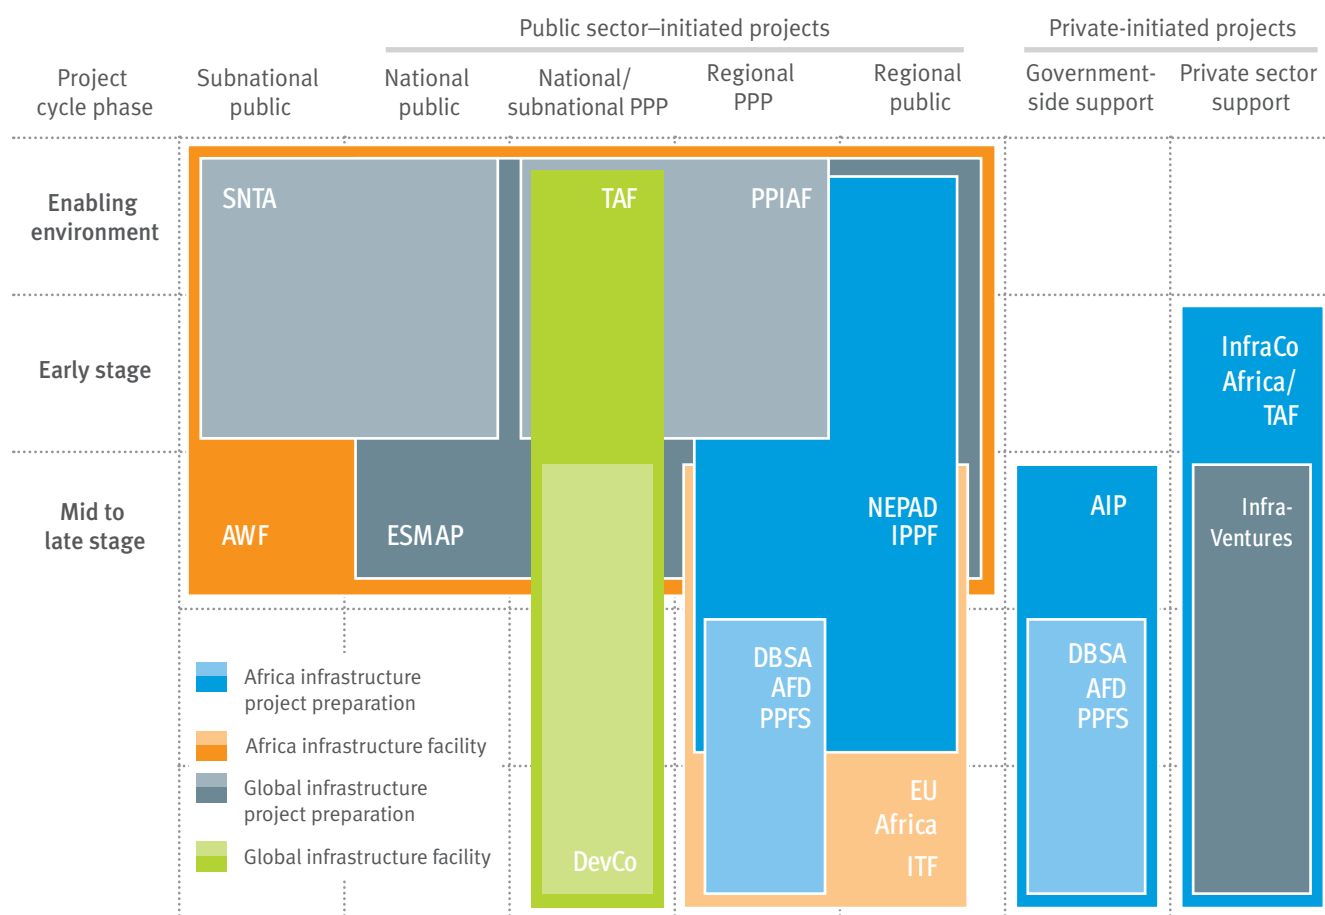 Public sector–initiated projects
Private-initiated projects
Project
cycle phase
Subnational
public
National
public
National/
subnational PPP
Regional
PPP
Regional
public
Government-
side support
Private sector
support
Enabling
environment
SNTA
TAF
PPIAF
Early stage
InfraCo
Africa/
TAF
Mid to
late stage
AWF
ESMAP
NEPAD
IPPF
AIP
Infra-
Ventures
DBSA
AFD
PPFS
DBSA
AFD
PPFS
Africa infrastructure
project preparation
Africa infrastructure facility
Global infrastructure
project preparation
Global infrastructure facility
DevCo
EU
Africa
ITF